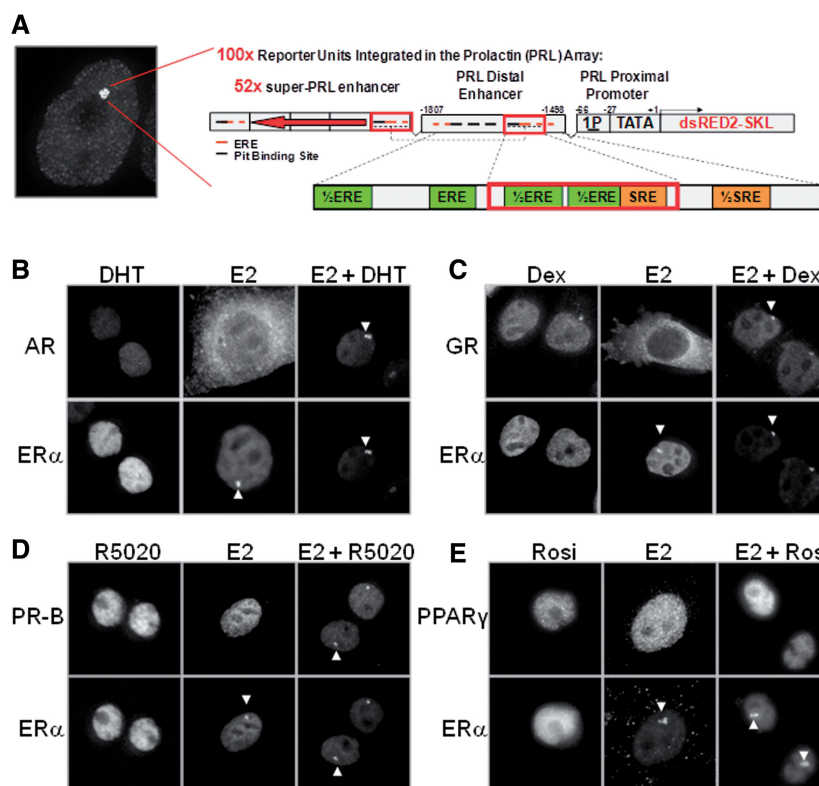 A
100x Reporter Units Integrated in the Prolactin (PRL) Array:
52x super-PRL enhancer
PRL Distal
Enhancer
PRL Proximal
Promoter
-1807
-1498
-66
-27
+1
1P
TATA
dsRED2-SKL
ERE
Pit Binding Site
½ERE
ERE
½ERE
½ERE
SRE
½SRE
B
DHT
E2
E2 + DHT
AR
ERα
C
Dex
E2
E2 + Dex
GR
ERα
D
R5020
E2
E2 + R5020
PR-B
ERα
E
Rosi
E2
E2 + Ros
PPARγ
ERα